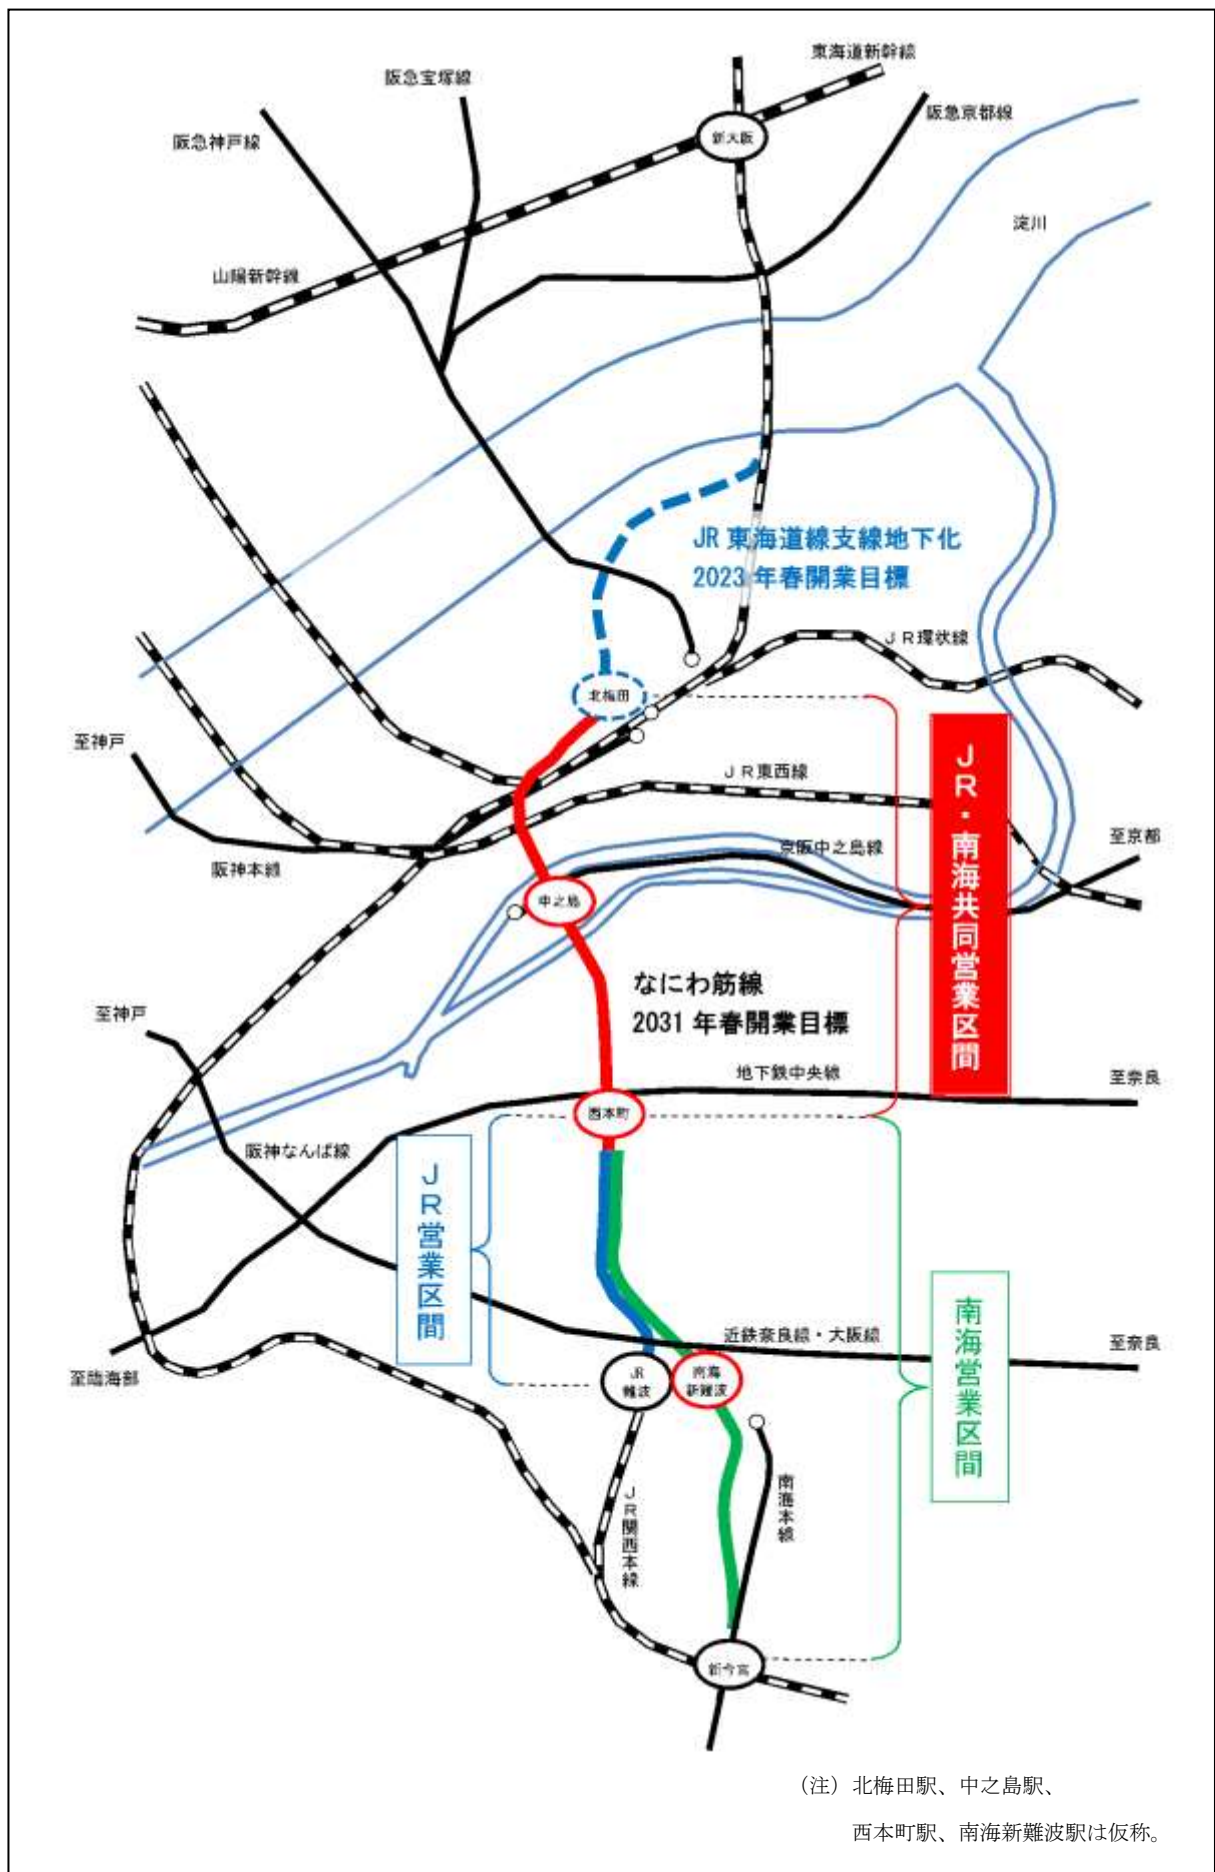 東海道新幹線
阪急宝塚線
阪急京都線
阪急神戸線
新大阪
淀川
山陽新幹線
JR東海道線支線地下化
2023年春開業目標
JR環状線
北梅田
至神戸
JR東西線
JR・南海共同営業区間
阪神本線
京阪中之島線
至京都
中之島
なにわ筋線
2031年春開業目標
至神戸
地下鉄中央線
至奈良
西本町
阪神なんば線
JR営業区間
南海営業区間
近鉄奈良線・大阪線
至奈良
至臨海部
JR
難波
南海
新難波
JR関西本線
南海本線
新今宮
(注)北梅田駅、中之島駅、
西本町駅、南海新難波駅は仮称。